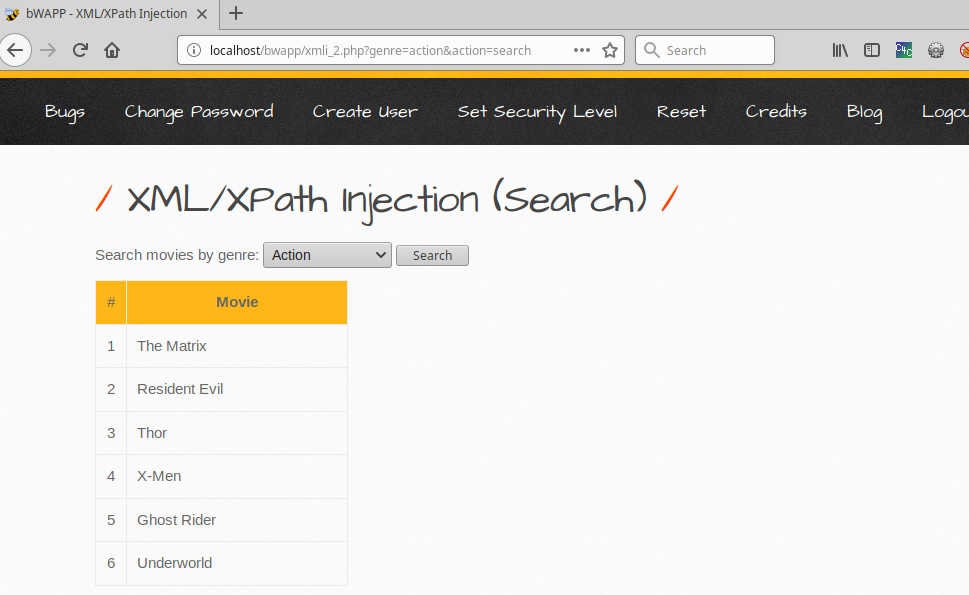 bWAPP - XML/XPath Injection
localhost/bwapp/xmli_2.php?genre=action&action=search
Search
Bugs Change Password Create User Set Security Level Reset Credits Blog Logou
/ XML/XPath Injection (Search) /
Search movies by genre: Action Search
# Movie
1 The Matrix
2 Resident Evil
3 Thor
4 X-Men
5 Ghost Rider
6 Underworld